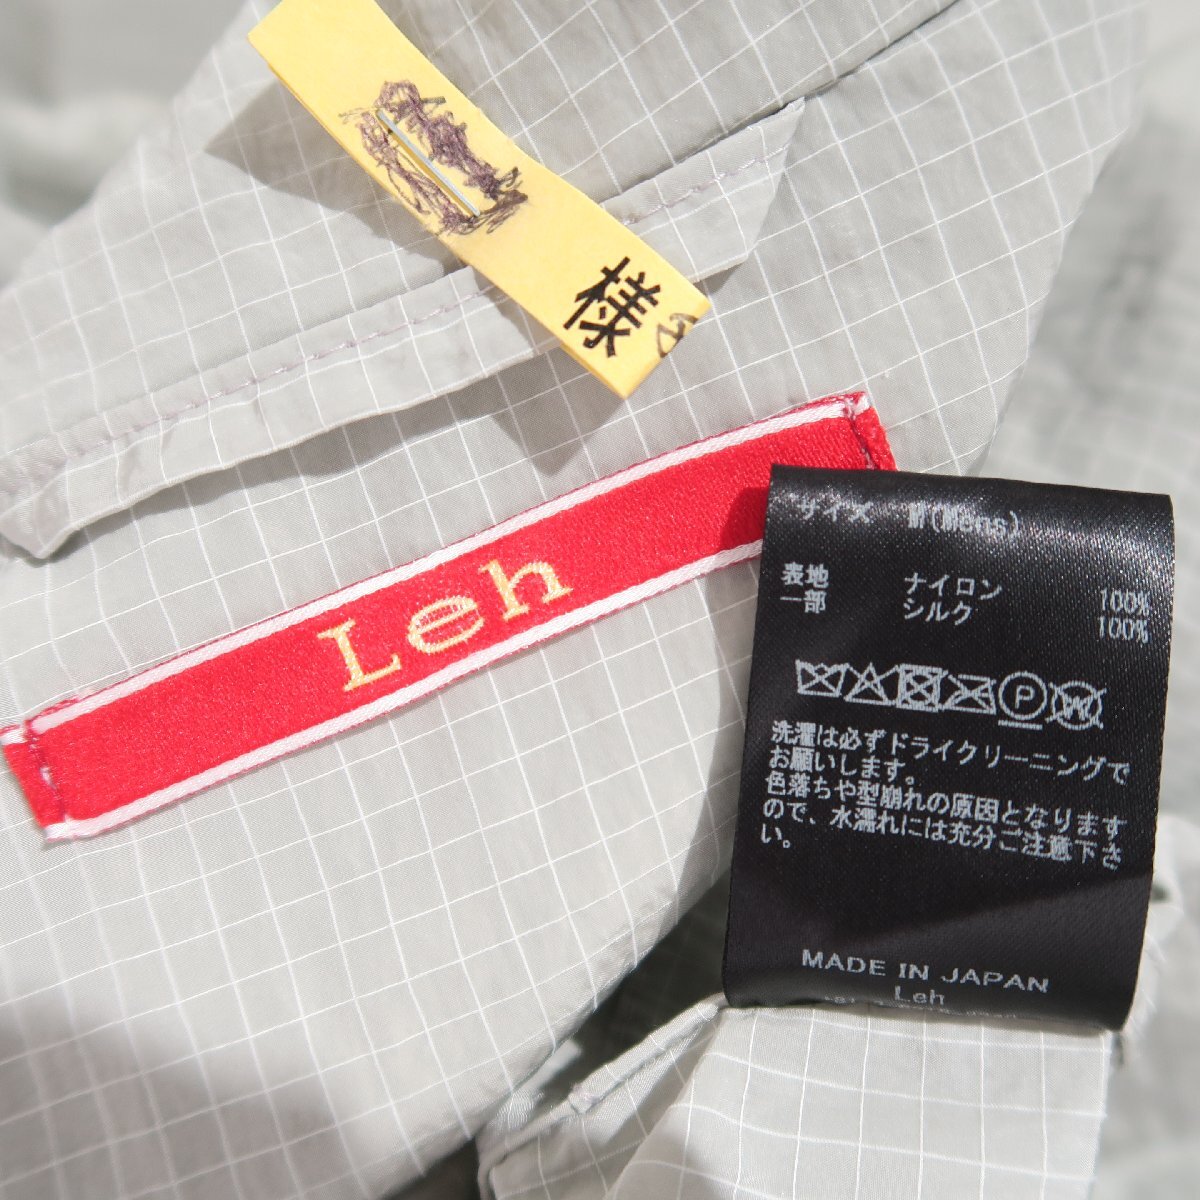 様
Leh
サイズ M(Mens)
表地 ナイロン 100%
一部 シルク 100%
P
W
洗濯は必ずドライクリーニングで
お願いします。
色落ちや型崩れの原因となります
ので、水濡れには充分ご注意下さ
い。
MADE IN JAPAN
Leh